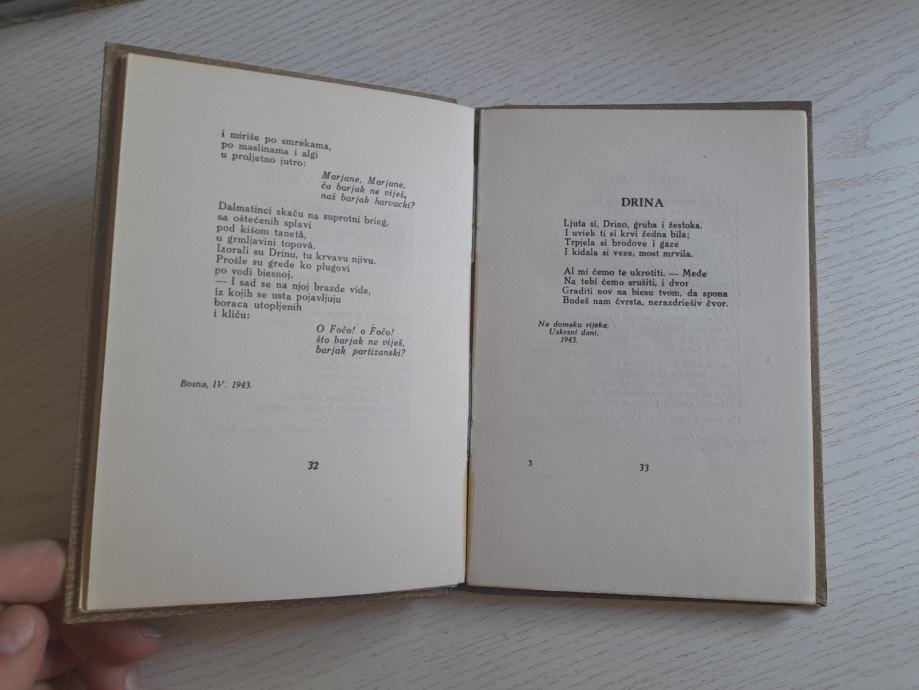 i miriše po smrekama,
po maslinama i algi
u proljetno jutro:
Marjane, Marjane,
ča barjak ne viješ,
naš barjak harvacki?
Dalmatinci skaču na suprotni brieg,
sa oštećenih splavi
pod kišom tanetâ,
u grmljavini topovâ.
Izorali su Drinu, tu krvavu njivu.
Prošle su grede ko plugovi
po vodi biesnoj.
— I sad se na njoj brazde vide,
iz kojih se usta pojavljuju
boraca utopljenih
i kliču:
O Fočo! o Fočo!
što barjak ne viješ,
barjak partizanski?
Bosna, IV. 1943.
32
DRINA
Ljuta si, Drino, gruba i žestoka.
I uviek ti si krvi žedna bila;
Trpjela si brodove i gaze
I kidala si veze, most mrvila.
Al mi ćemo te ukrotiti. — Međe
Na tebi ćemo srušiti, i dvor
Graditi nov na biesu tvom, da spona
Budeš nam čvrsta, nerazdriešiv čvor.
Na domaku rijeke,
Uskrsni dani,
1943.
3
33